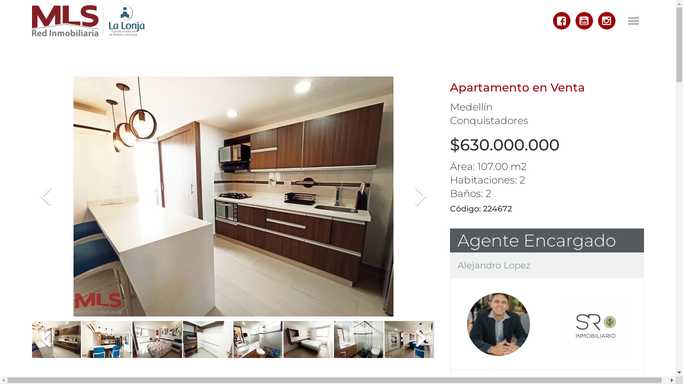 MLS
Red Inmobiliaria
La Lonja
Apartamento en Venta
Medellín
Conquistadores
$630.000.000
Área: 107.00 m2
Habitaciones: 2
Baños: 2
Código: 224672
Agente Encargado
Alejandro Lopez
MLS
SR
INMOBILIARIO